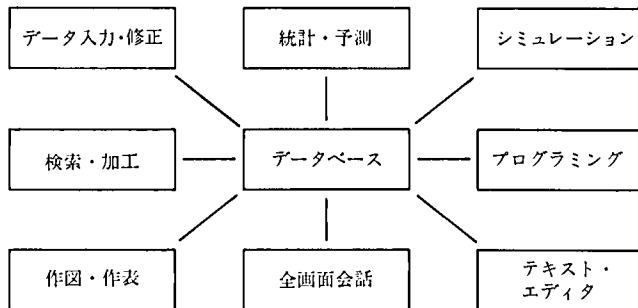 データ入力・修正
統計・予測
シミュレーション
検索・加工
データベース
プログラミング
作図・作表
全画面会話
テキスト・
エディタ